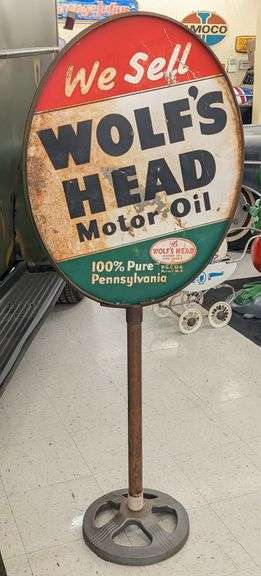 AMOCO
We Sell
WOLF'S
HEAD
Motor Oil
100% Pure
Pennsylvania
WOLF'S HEAD